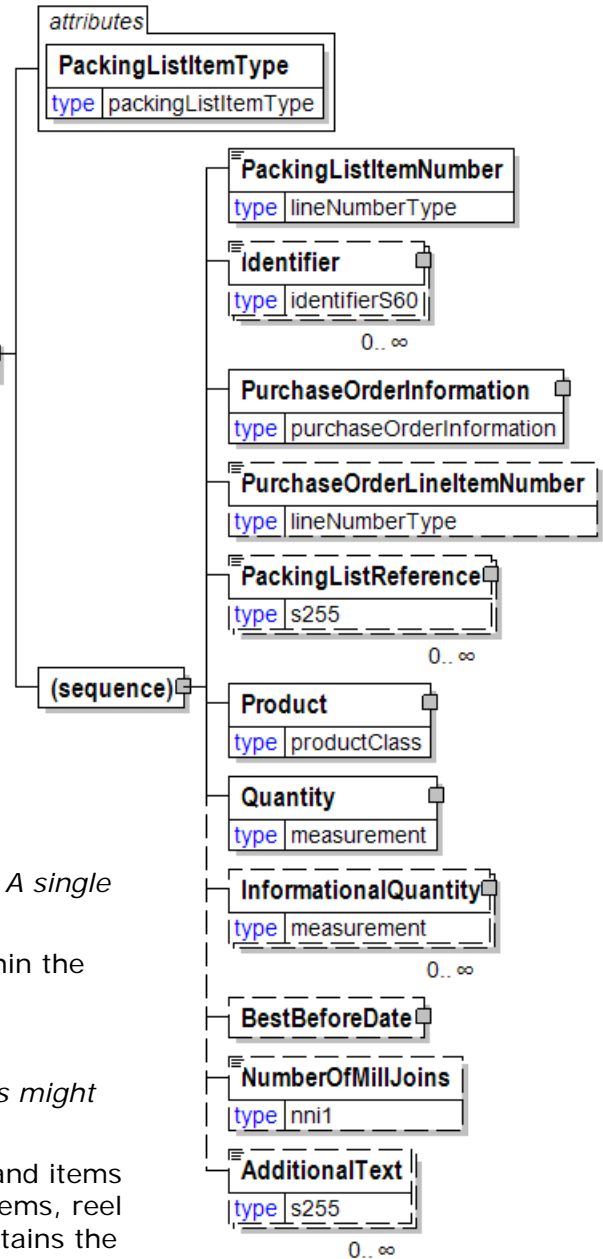 attributes
PackingListItemType
type packingListItemType
PackingListItemNumber
type lineNumberType
Identifier
type identifierS60
0.. ∞
PurchaseOrderInformation
type purchaseOrderInformation
PurchaseOrderLineItemNumber
type lineNumberType
PackingListReference
type s255
0.. ∞
(sequence)
Product
type productClass
Quantity
type measurement
InformationalQuantity
type measurement
0.. ∞
BestBeforeDate
NumberOfMillJoins
type nni1
AdditionalText
type s255
0.. ∞
A single
in the
s might
and items
ems, reel
tains the